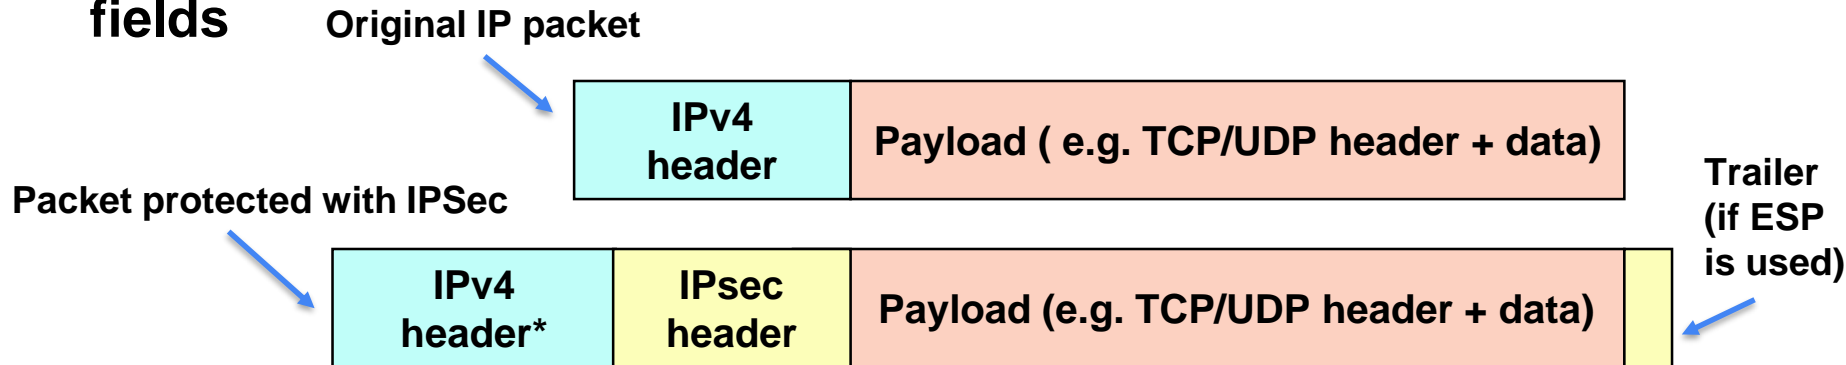 fields
Original IP packet
IPv4
header
Payload ( e.g. TCP/UDP header + data)
Packet protected with IPSec
Trailer
(if ESP
is used)
IPv4
header*
IPsec
header
Payload (e.g. TCP/UDP header + data)